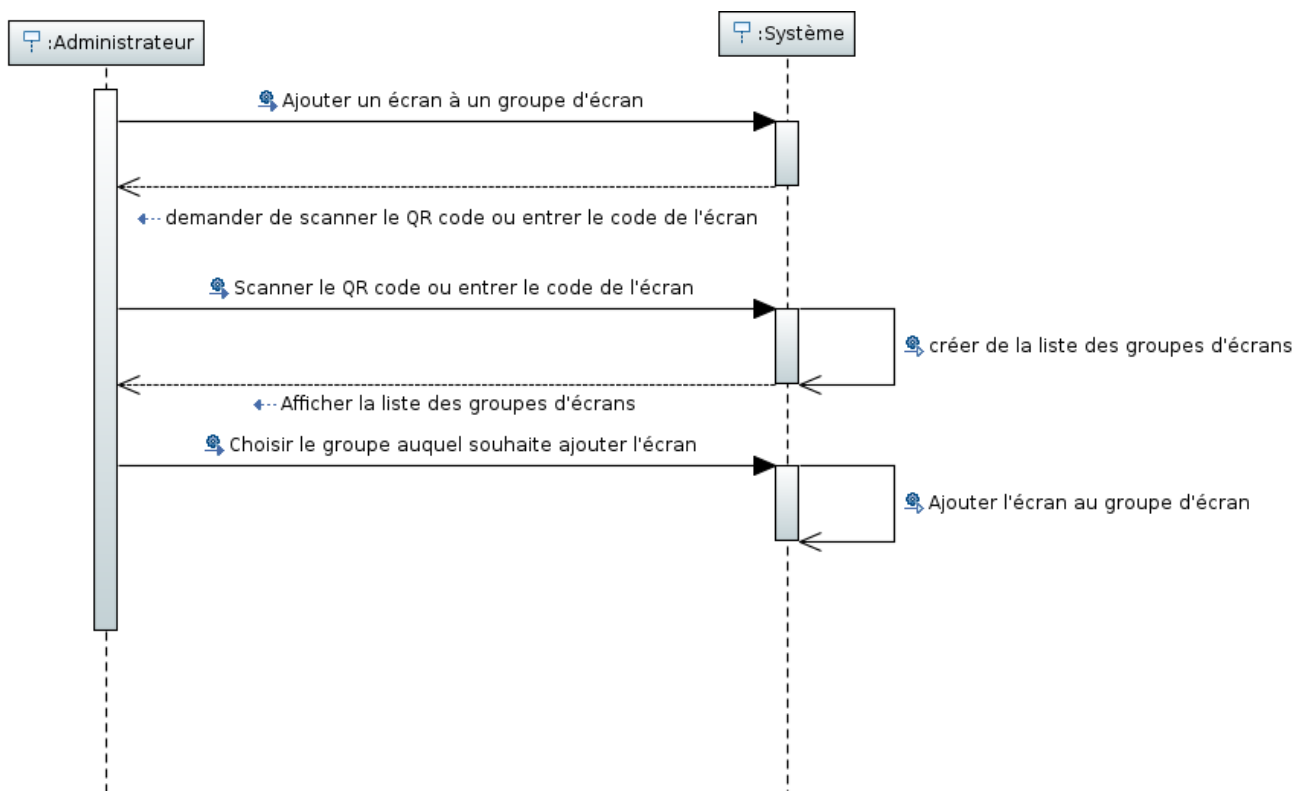 :Administrateur
:Système
Ajouter un écran à un groupe d'écran
demander de scanner le QR code ou entrer le code de l'écran
Scanner le QR code ou entrer le code de l'écran
créer de la liste des groupes d'écrans
Afficher la liste des groupes d'écrans
Choisir le groupe auquel souhaite ajouter l'écran
Ajouter l'écran au groupe d'écran